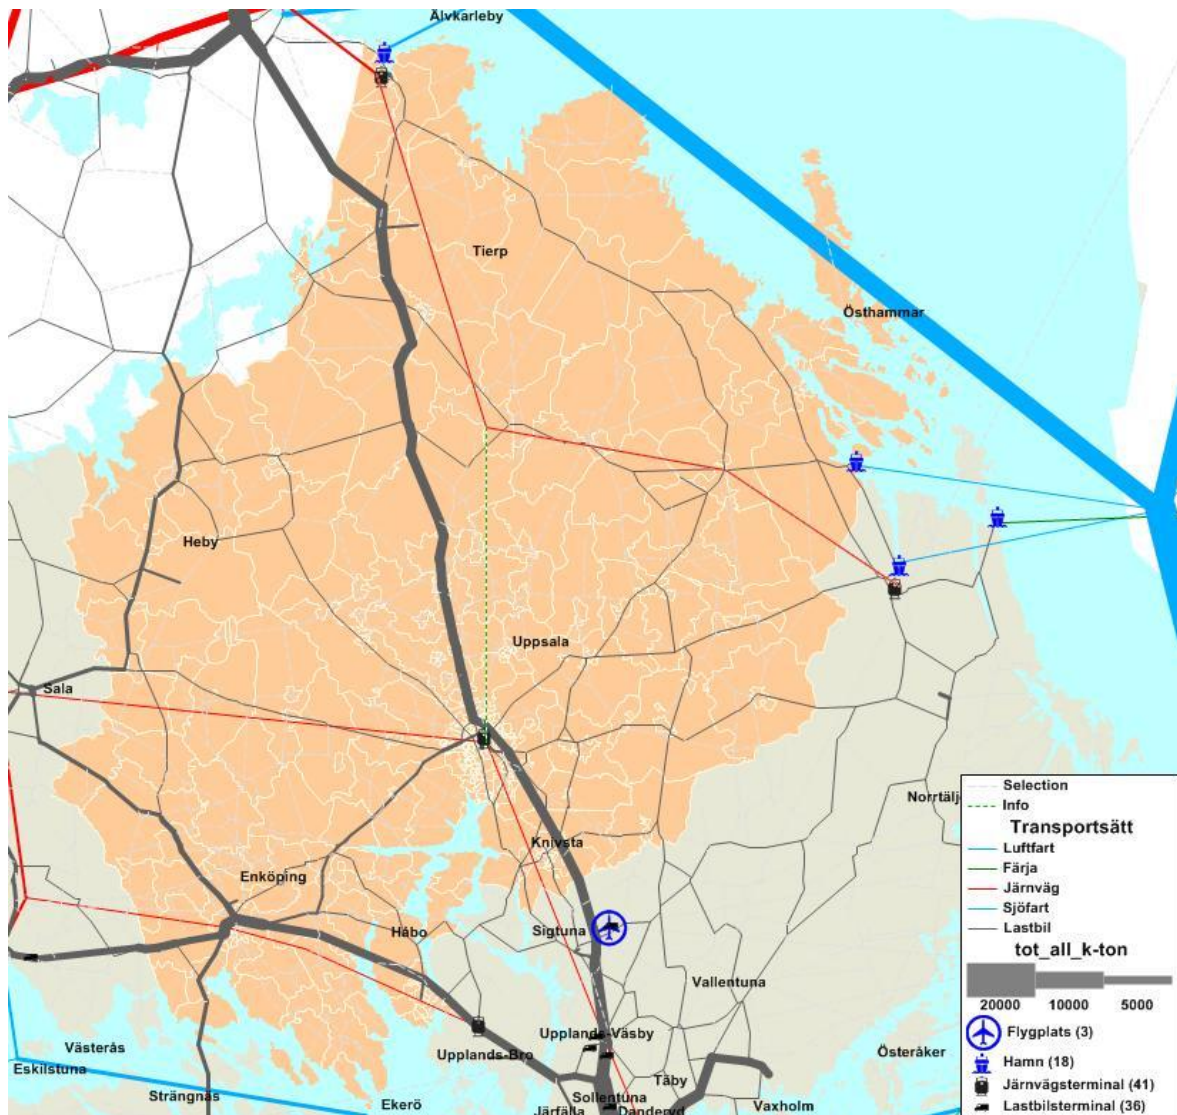 Älvkarleby
Tierp
Östhammar
Heby
Uppsala
Sala
Norrtälj
Knivsta
Enköping
Håbo
Sigtuna
Vallentuna
Upplands-Väsby
Upplands-Bro
Västerås
Eskilstuna
Österåker
Täby
Strängnäs
Sollentuna
Ekerö
Järfälla
Danderyd
Vaxholm
Selection
Info
Transportsätt
Luftfart
Färja
Järnväg
Sjöfart
Lastbil
tot_all_k-ton
20000 10000 5000
Flygplats (3)
Hamn (18)
Järnvägsterminal (41)
Lastbilsterminal (36)